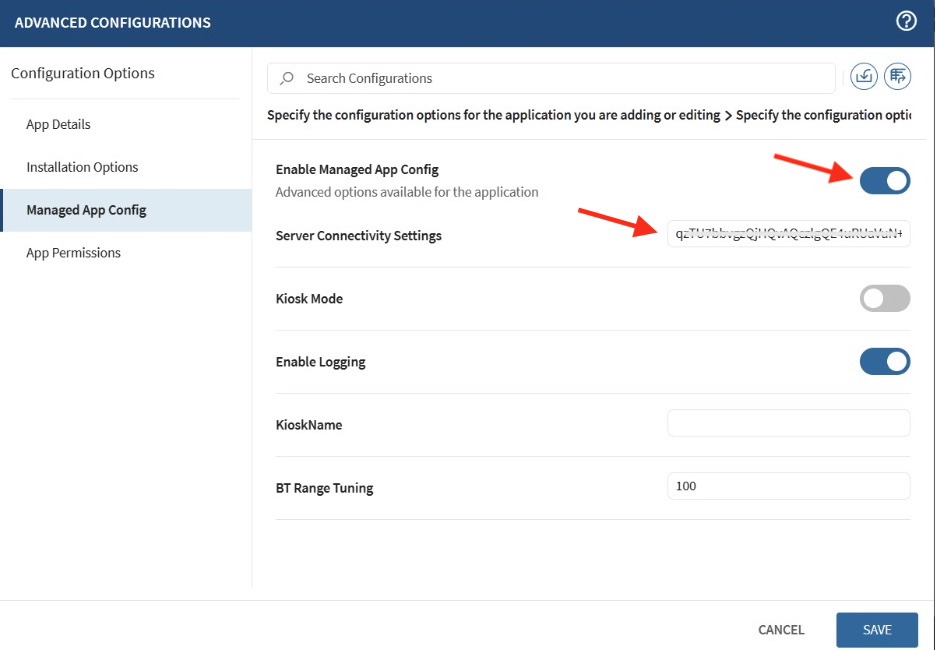 ADVANCED CONFIGURATIONS
Configuration Options
App Details
Installation Options
Managed App Config
App Permissions
Search Configurations
Specify the configuration options for the application you are adding or editing > Specify the configuration optic
Enable Managed App Config
Advanced options available for the application
Server Connectivity Settings
Kiosk Mode
Enable Logging
KioskName
BT Range Tuning
100
CANCEL
SAVE